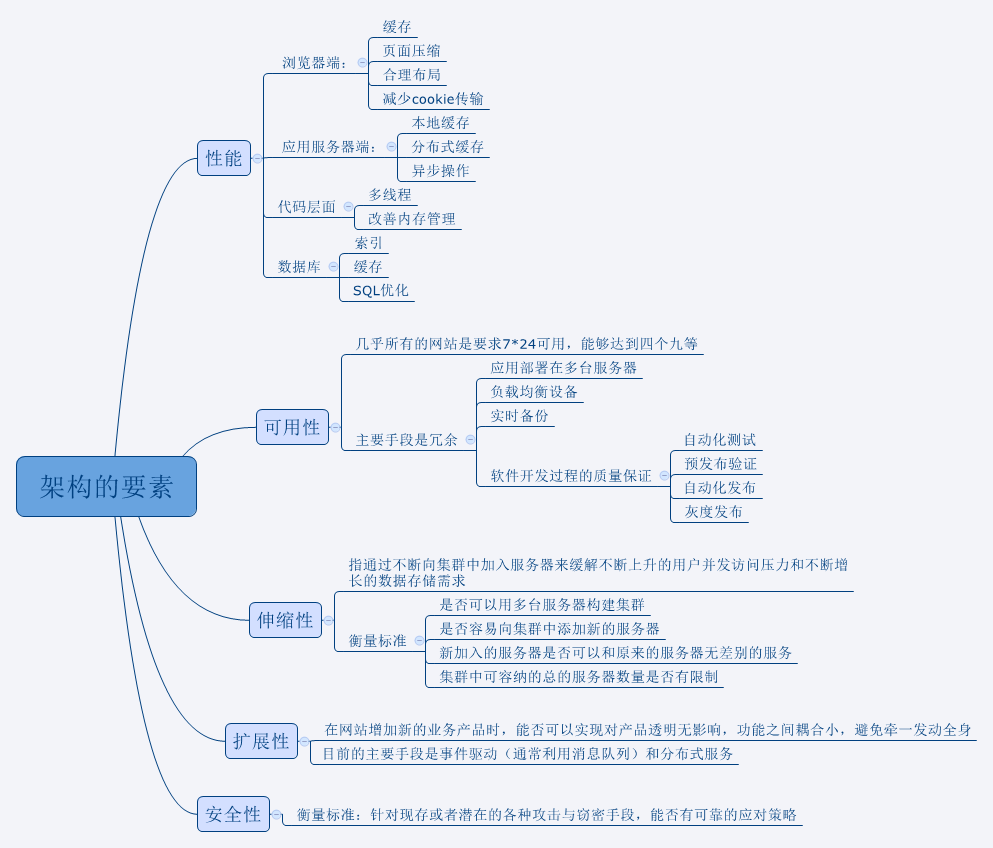 架构的要素
性能
浏览器端：
缓存
页面压缩
合理布局
减少cookie传输
应用服务器端：
本地缓存
分布式缓存
异步操作
代码层面
多线程
改善内存管理
数据库
索引
缓存
SQL优化
可用性
几乎所有的网站是要求7*24可用，能够达到四个九等
主要手段是冗余
应用部署在多台服务器
负载均衡设备
实时备份
软件开发过程的质量保证
自动化测试
预发布验证
自动化发布
灰度发布
伸缩性
指通过不断向集群中加入服务器来缓解不断上升的用户并发访问压力和不断增
长的数据存储需求
衡量标准
是否可以用多台服务器构建集群
是否容易向集群中添加新的服务器
新加入的服务器是否可以和原来的服务器无差别的服务
集群中可容纳的总的服务器数量是否有限制
扩展性
在网站增加新的业务产品时，能否可以实现对产品透明无影响，功能之间耦合小，避免牵一发动全身
目前的主要手段是事件驱动（通常利用消息队列）和分布式服务
安全性
衡量标准：针对现存或者潜在的各种攻击与窃密手段，能否有可靠的应对策略